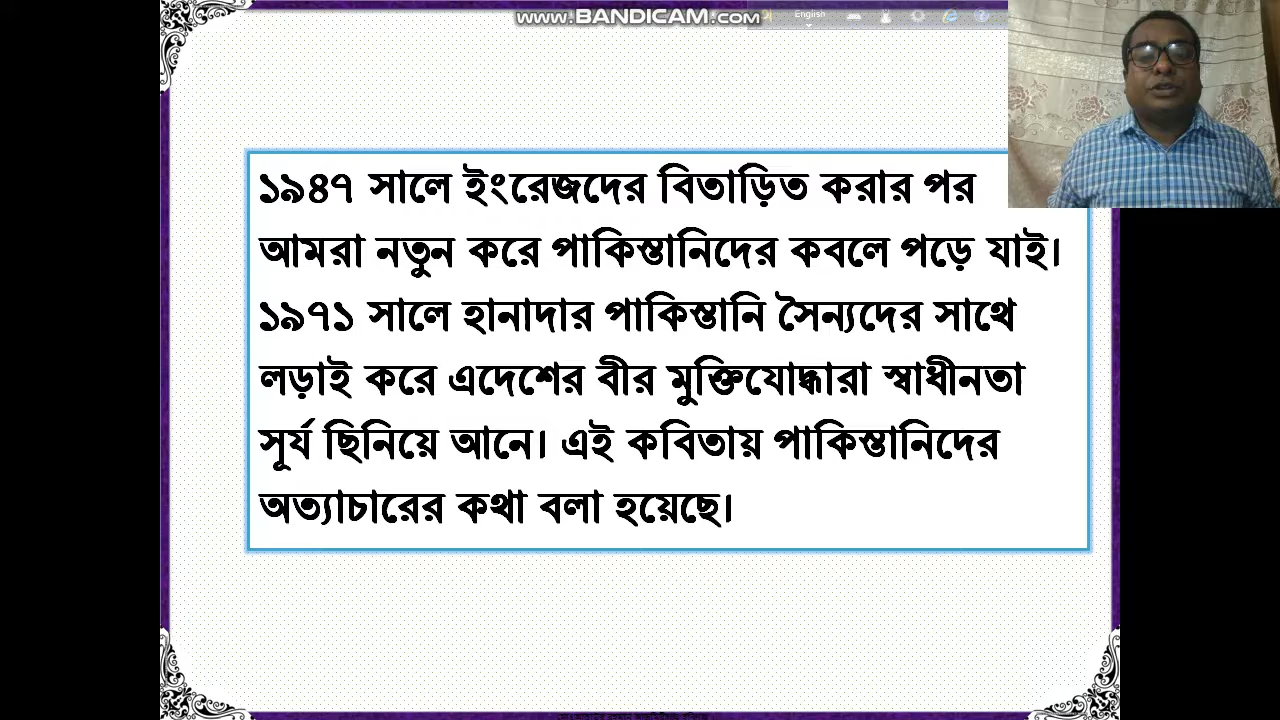 www.BANDICAM.com
English
১৯৪৭ সালে ইংরেজদের বিতাড়িত করার পর
আমরা নতুন করে পাকিস্তানিদের কবলে পড়ে যাই।
১৯৭১ সালে হানাদার পাকিস্তানি সৈন্যদের সাথে
লড়াই করে এদেশের বীর মুক্তিযোদ্ধারা স্বাধীনতা
সূর্য ছিনিয়ে আনে। এই কবিতায় পাকিস্তানিদের
অত্যাচারের কথা বলা হয়েছে।